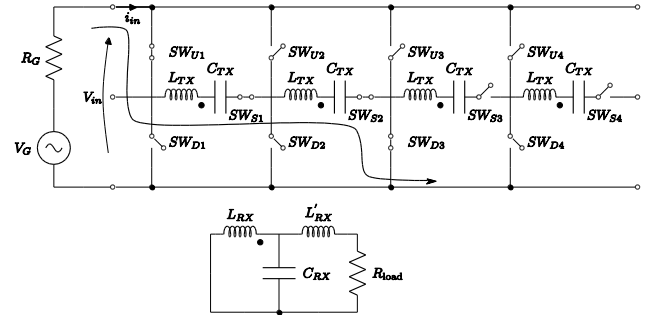 i_in
R_G
V_in
V_G
SW_U1
SW_U2
SW_U3
SW_U4
L_TX
C_TX
L_TX
C_TX
L_TX
C_TX
L_TX
C_TX
SW_S1
SW_S2
SW_S3
SW_S4
SW_D1
SW_D2
SW_D3
SW_D4
L_RX
L'_RX
C_RX
R_load